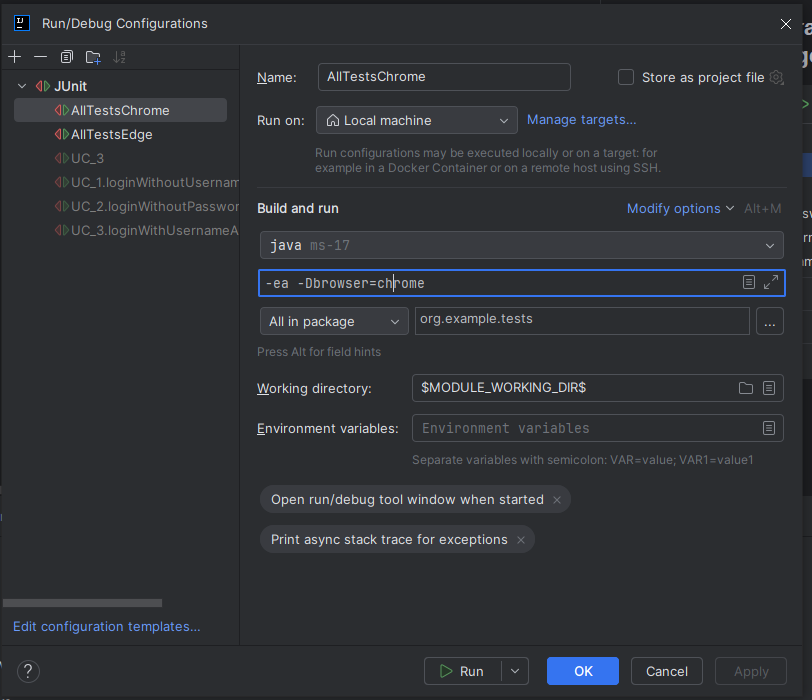 Run/Debug Configurations
JUnit
AllTestsChrome
AllTestsEdge
UC_3
UC_1.loginWithoutUsernam
UC_2.loginWithoutPasswor
UC_3.loginWithUsernameA
Edit configuration templates...
Name: AllTestsChrome Store as project file
Run on: Local machine Manage targets...
Run configurations may be executed locally or on a target: for
example in a Docker Container or on a remote host using SSH.
Build and run Modify options Alt+M
java ms-17
-ea -Dbrowser=chrome
All in package org.example.tests ...
Press Alt for field hints
Working directory: $MODULE_WORKING_DIR$
Environment variables: Environment variables
Separate variables with semicolon: VAR=value; VAR1=value1
Open run/debug tool window when started ×
Print async stack trace for exceptions ×
? Run OK Cancel Apply